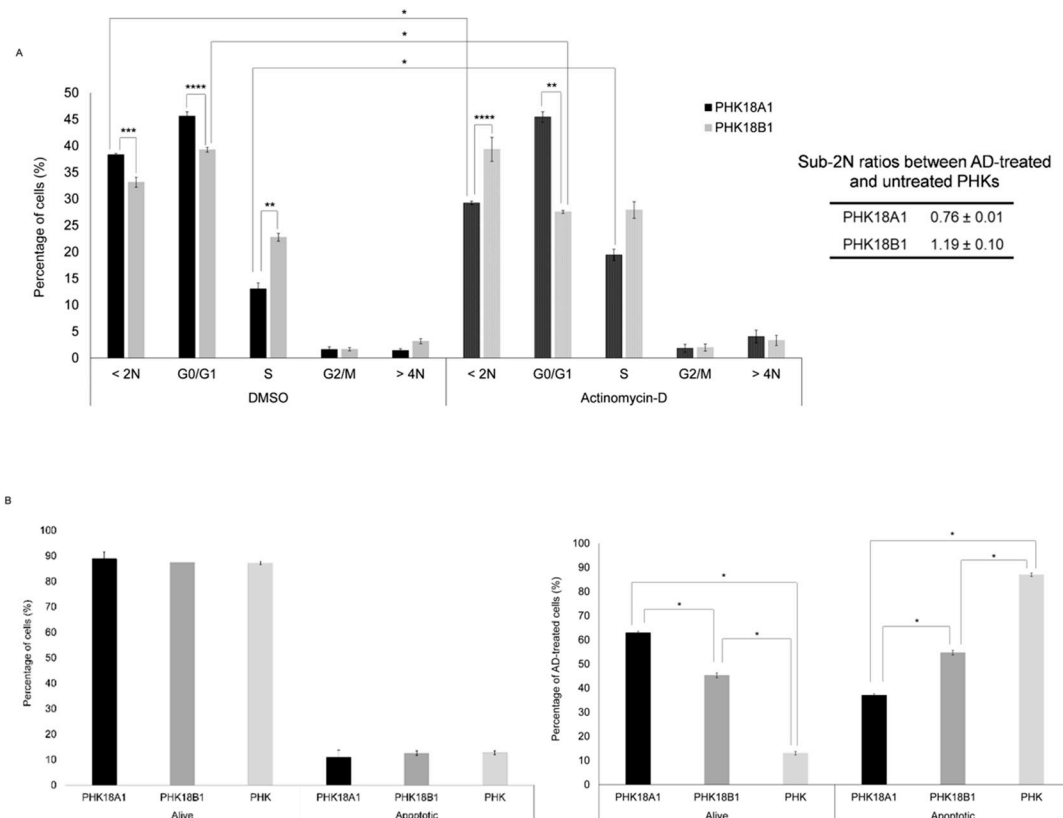 A
*
*
*
50
45
40
35
30
25
20
15
10
5
0
Percentage of cells (%)
***
****
**
****
**
< 2N G0/G1 S G2/M > 4N < 2N G0/G1 S G2/M > 4N
DMSO Actinomycin-D
PHK18A1
PHK18B1
Sub-2N ratios between AD-treated
and untreated PHKs
PHK18A1 0.76 ± 0.01
PHK18B1 1.19 ± 0.10
B
100
90
80
70
60
50
40
30
20
10
0
Percentage of cells (%)
PHK18A1 PHK18B1 PHK PHK18A1 PHK18B1 PHK
Alive Apoptotic
100
90
80
70
60
50
40
30
20
10
0
Percentage of AD-treated cells (%)
*
*
*
*
*
*
PHK18A1 PHK18B1 PHK PHK18A1 PHK18B1 PHK
Alive Apoptotic